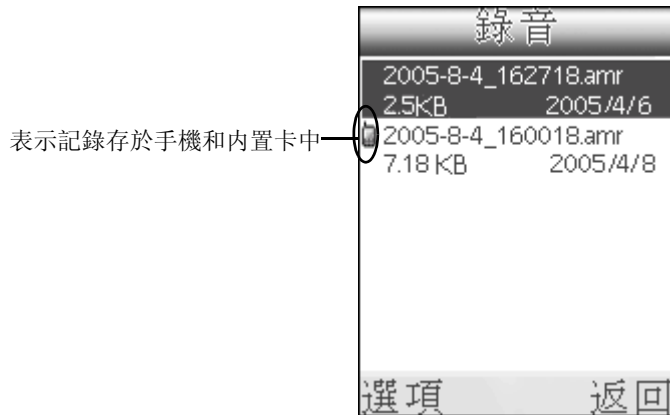 錄音
2005-8-4_162718.amr
2.5KB 2005/4/6
表示記錄存於手機和内置卡中
2005-8-4_160018.amr
7.18 KB 2005/4/8
選項 返回